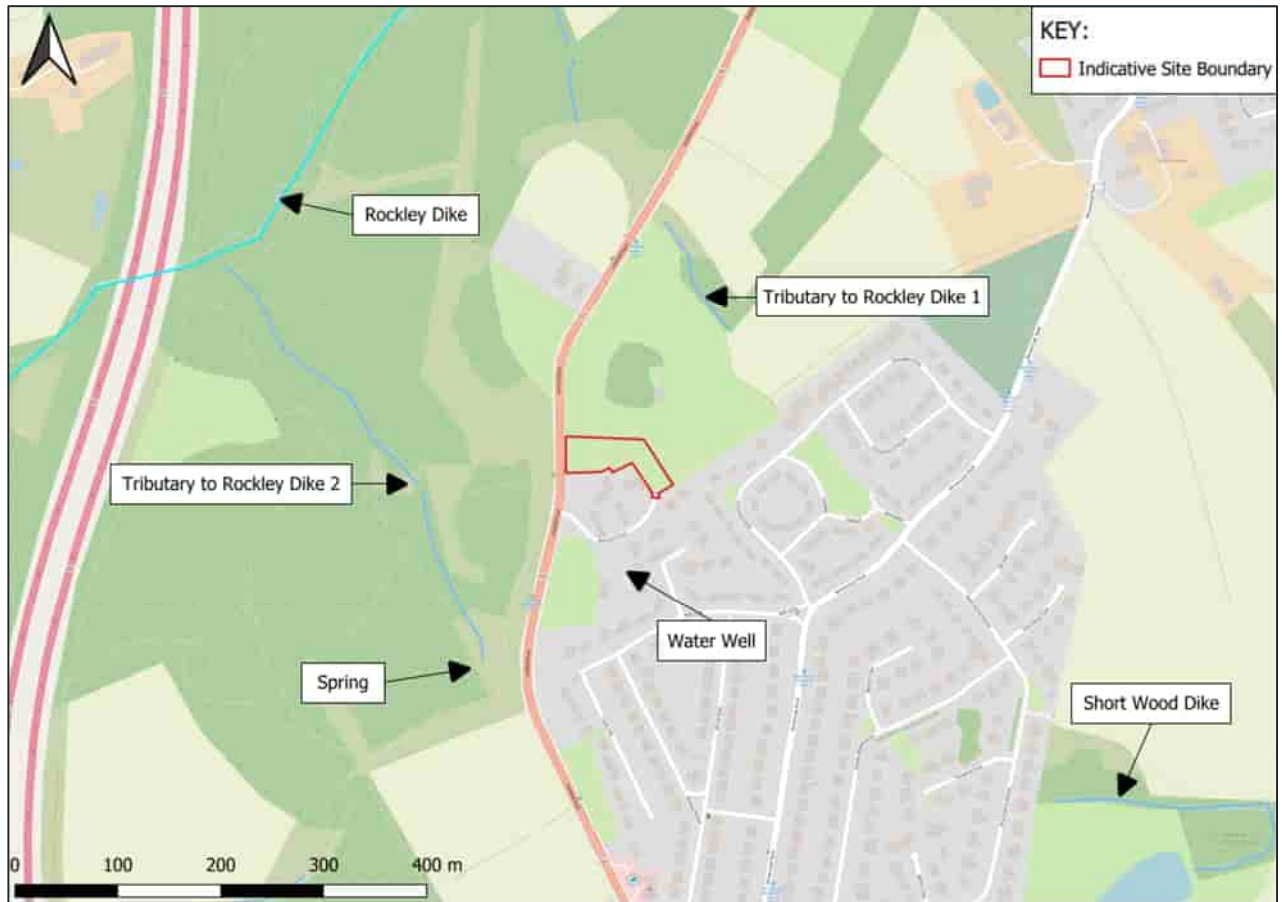 KEY:
Indicative Site Boundary
Rockley Dike
Tributary to Rockley Dike 1
Tributary to Rockley Dike 2
Water Well
Spring
Short Wood Dike
0 100 200 300 400 m